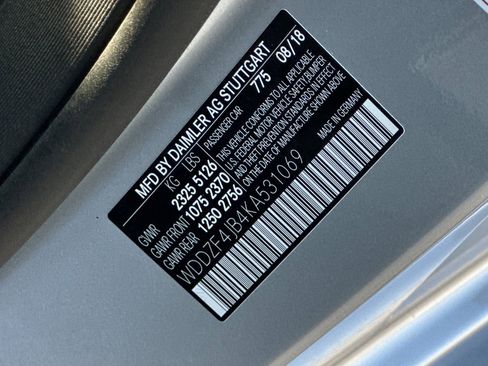 MFD BY DAIMLER AG STUTTGART
KG LBS PASSENGER CAR 775 08/18
GVWR 2325 5126 THIS VEHICLE CONFORMS TO ALL APPLICABLE
GAWR FRONT 1075 2370 U.S. FEDERAL MOTOR VEHICLE SAFETY, BUMPER
GAWR REAR 1250 2756 AND THEFT PREVENTION STANDARDS IN EFFECT
ON THE DATE OF MANUFACTURE SHOWN ABOVE.
WDDZF4JB4KA531069 MADE IN GERMANY